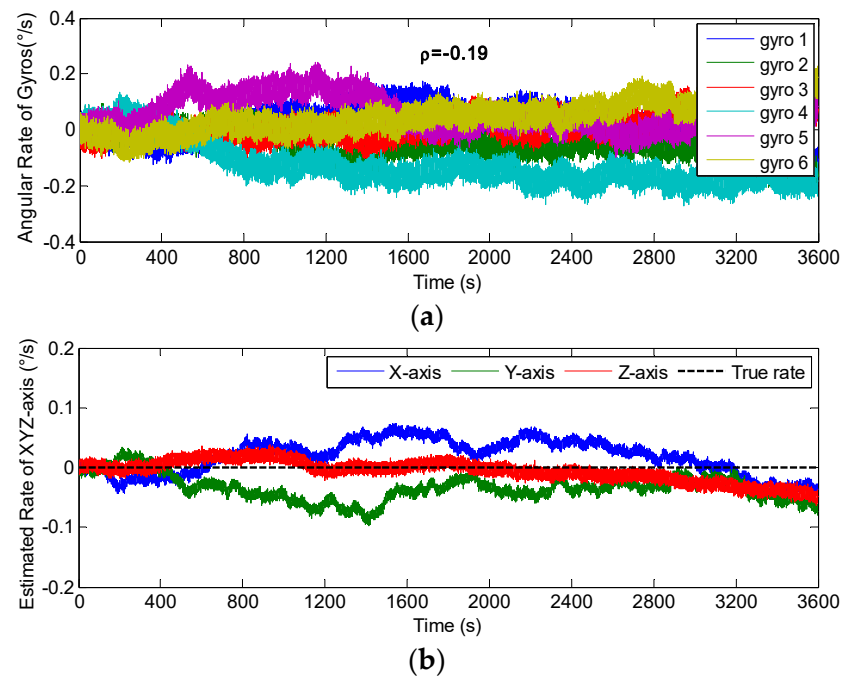 0.4
0.2
0
-0.2
-0.4
Angular Rate of Gyros(°/s)
ρ=-0.19
gyro 1
gyro 2
gyro 3
gyro 4
gyro 5
gyro 6
0 400 800 1200 1600 2000 2400 2800 3200 3600
Time (s)
(a)
0.2
0.1
0
-0.1
-0.2
Estimated Rate of XYZ-axis (°/s)
X-axis Y-axis Z-axis True rate
0 400 800 1200 1600 2000 2400 2800 3200 3600
Time (s)
(b)